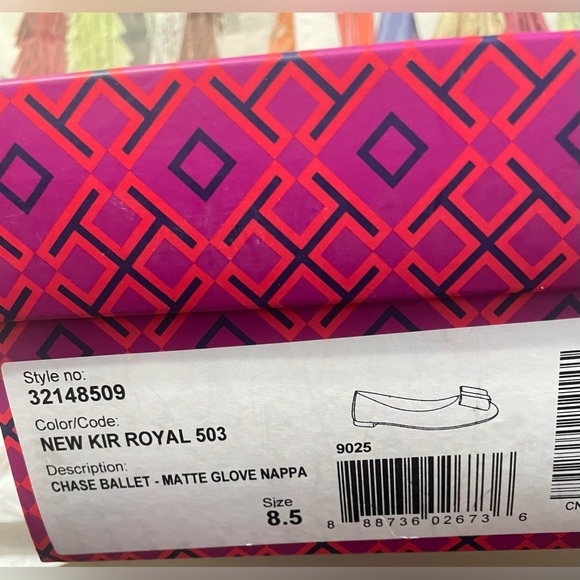 Style no:
32148509
Color/Code:
NEW KIR ROYAL 503
Description:
CHASE BALLET - MATTE GLOVE NAPPA
Size
8.5
9025
8 88736 02673 6
CN